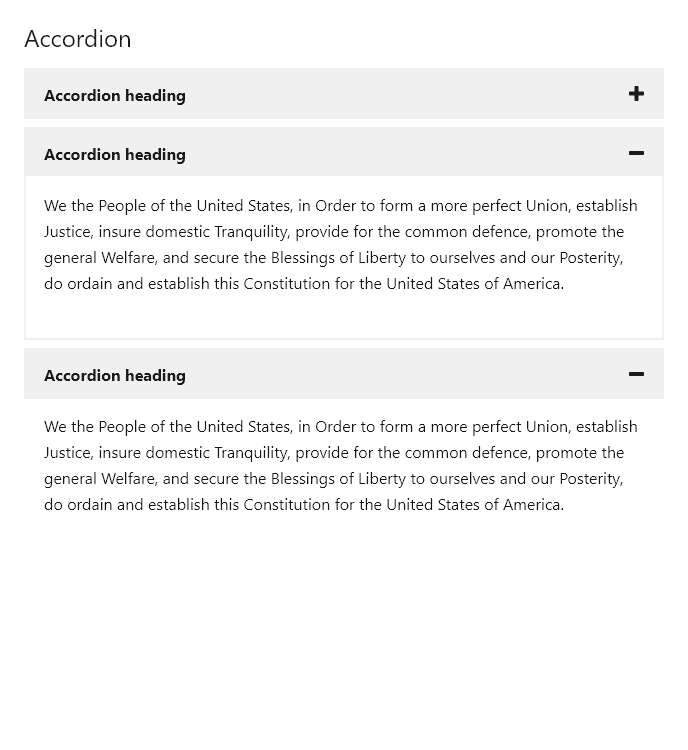 Accordion
Accordion heading
Accordion heading
We the People of the United States, in Order to form a more perfect Union, establish
Justice, insure domestic Tranquility, provide for the common defence, promote the
general Welfare, and secure the Blessings of Liberty to ourselves and our Posterity,
do ordain and establish this Constitution for the United States of America.
Accordion heading
We the People of the United States, in Order to form a more perfect Union, establish
Justice, insure domestic Tranquility, provide for the common defence, promote the
general Welfare, and secure the Blessings of Liberty to ourselves and our Posterity,
do ordain and establish this Constitution for the United States of America.